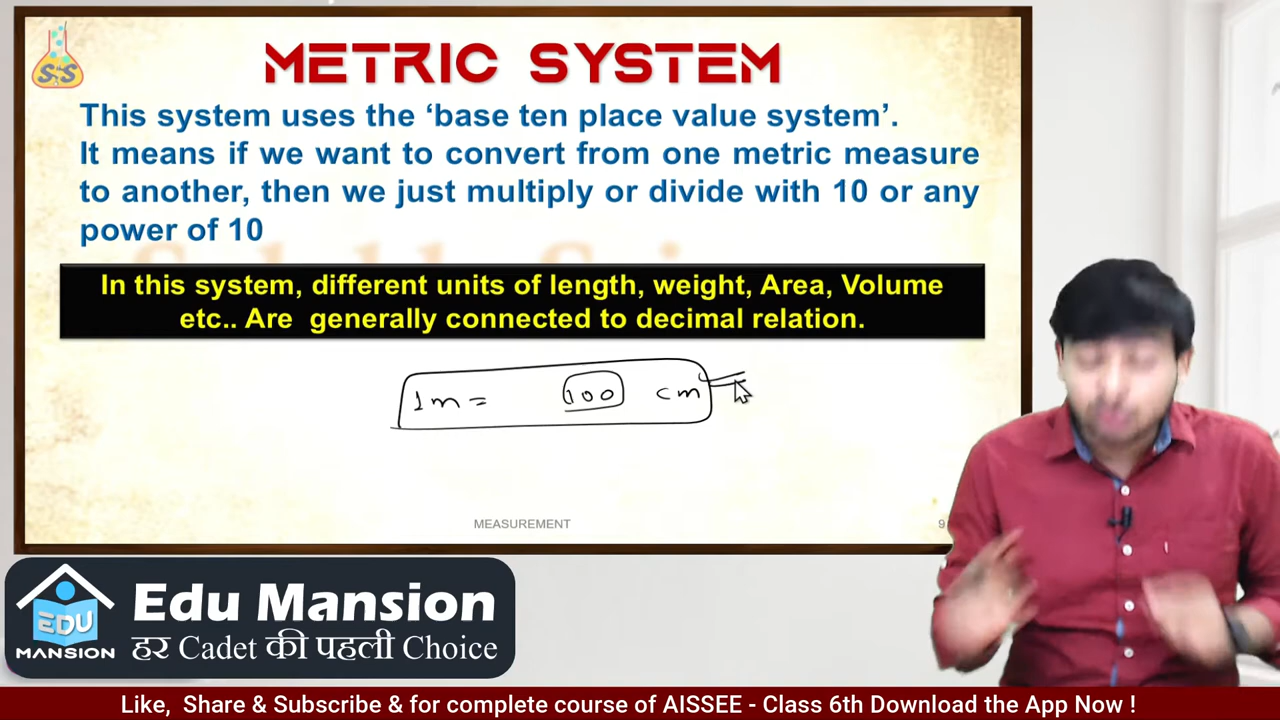 S S
METRIC SYSTEM
This system uses the ‘base ten place value system’.
It means if we want to convert from one metric measure
to another, then we just multiply or divide with 10 or any
power of 10
In this system, different units of length, weight, Area, Volume
etc.. Are generally connected to decimal relation.
1m = 100 cm
MEASUREMENT
9
EDU
MANSION
Edu Mansion
हर Cadet की पहली Choice
Like, Share & Subscribe & for complete course of AISSEE - Class 6th Download the App Now !